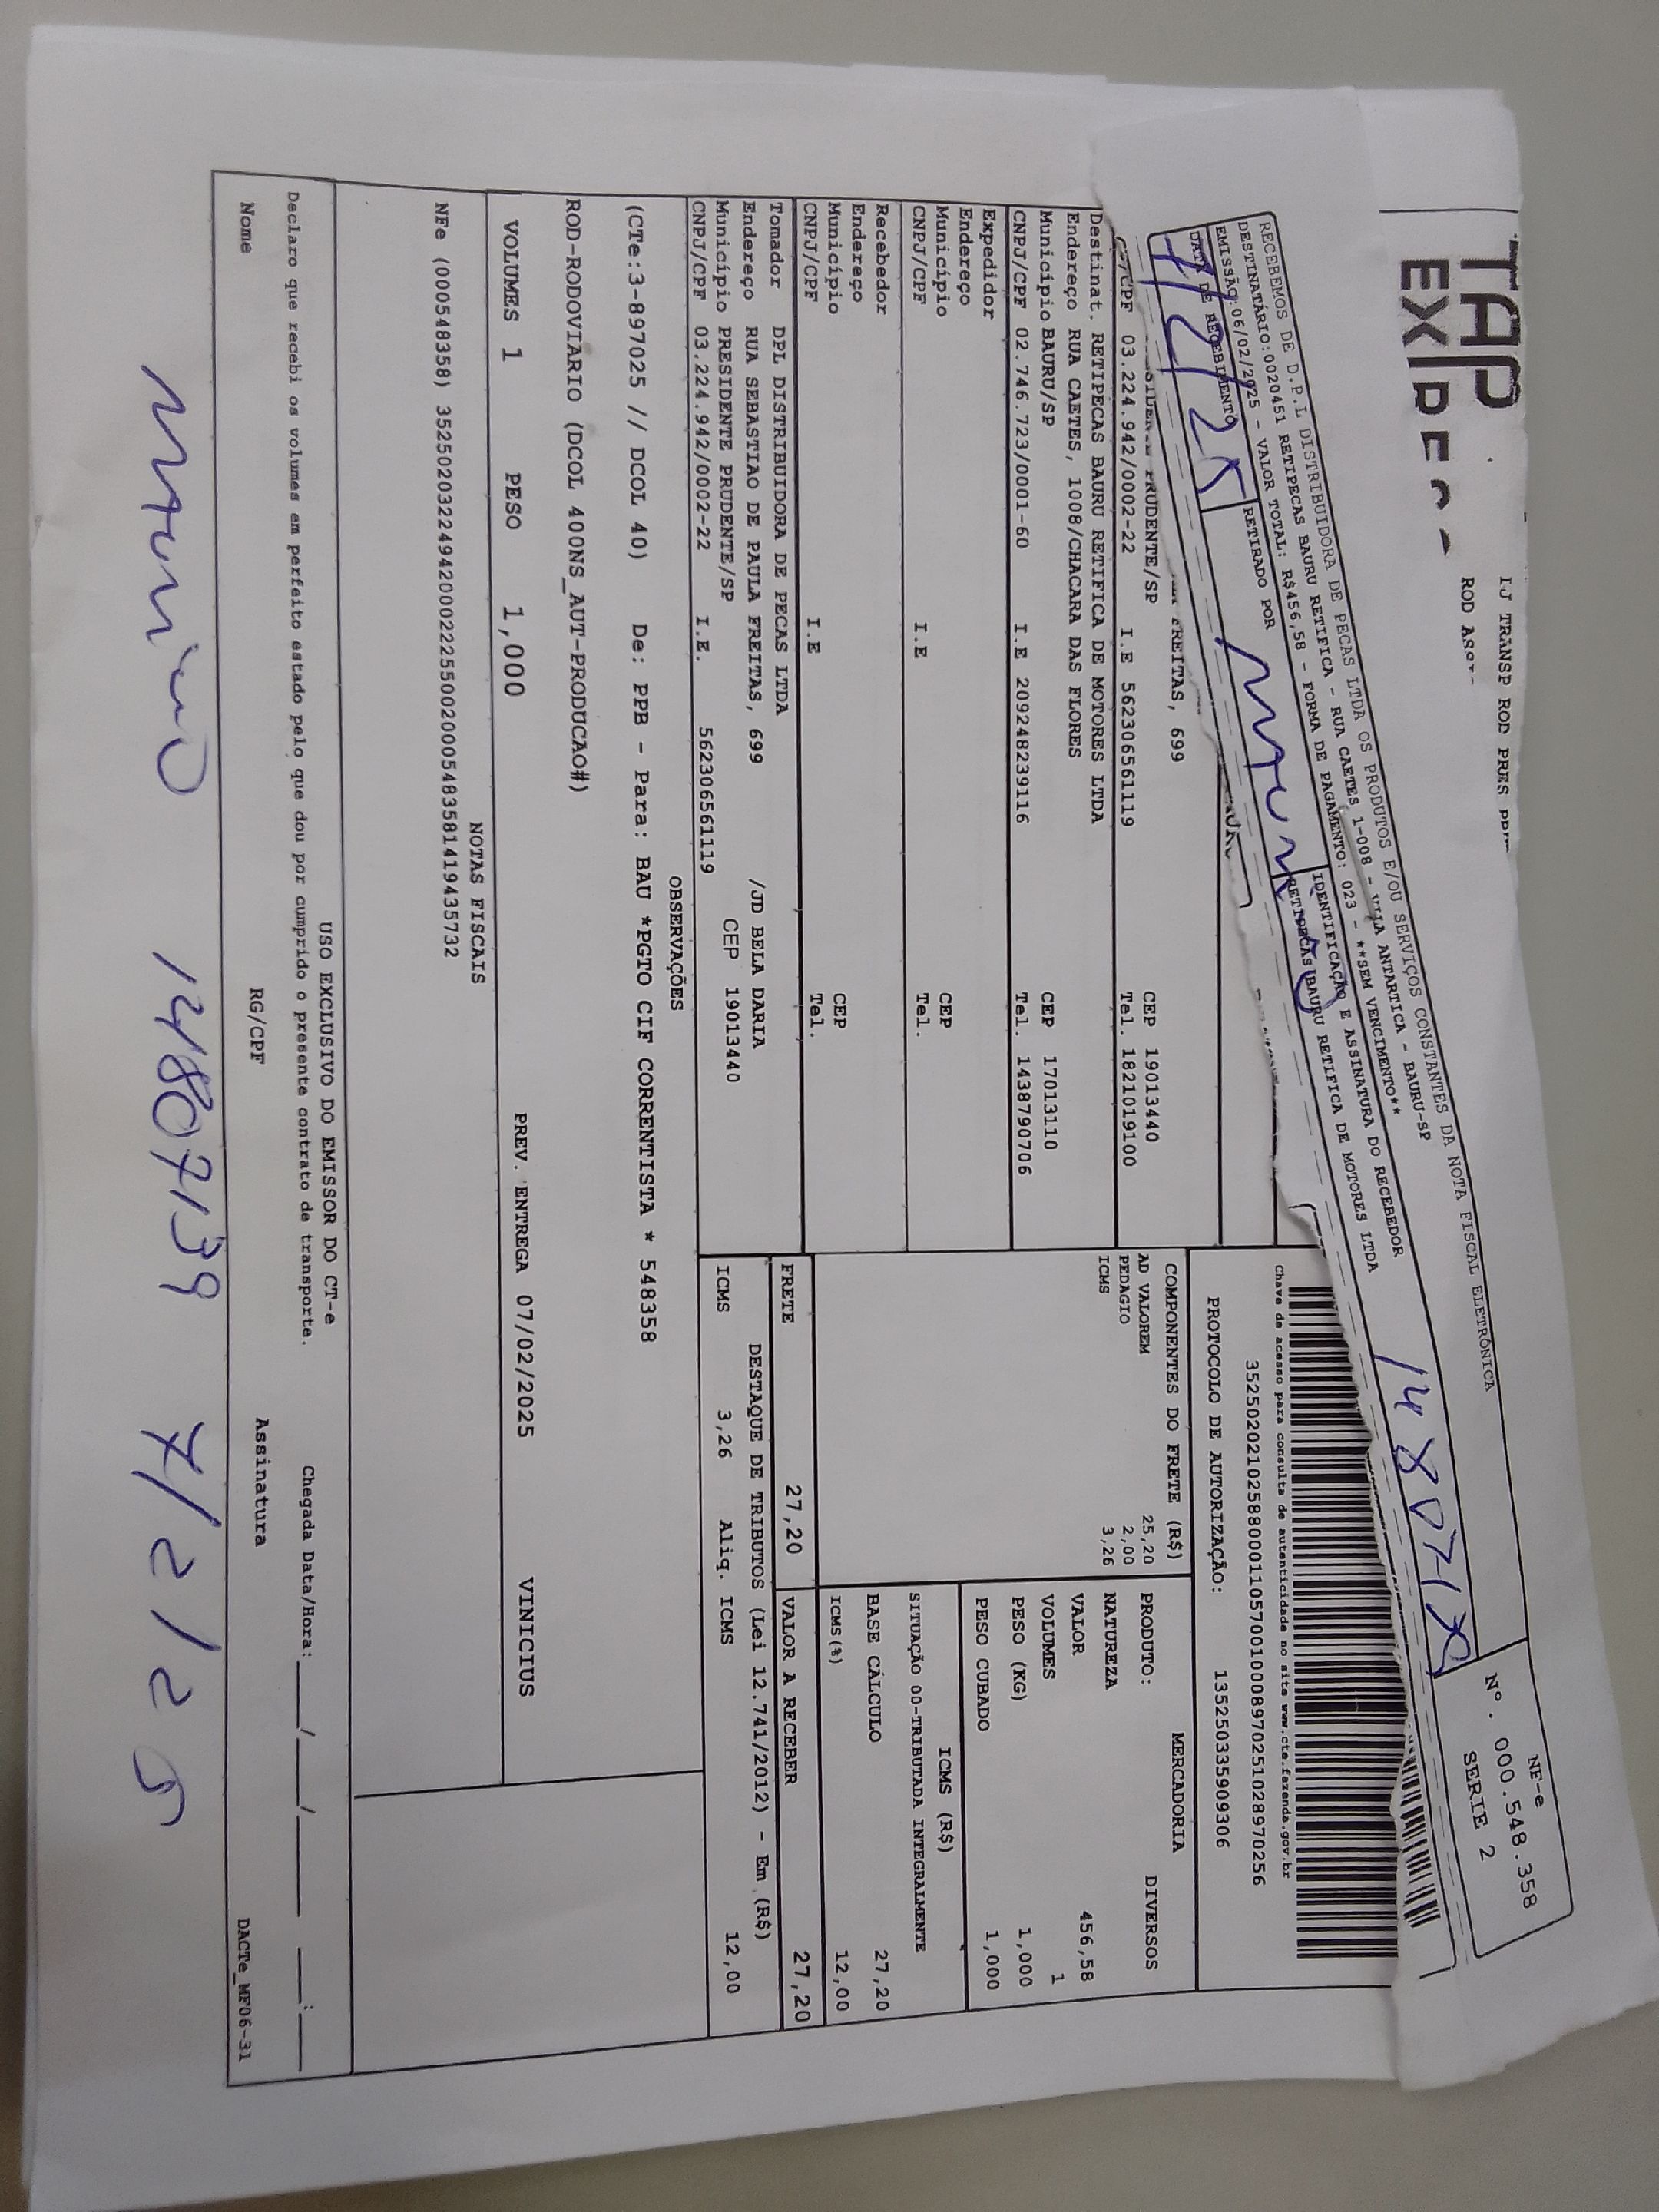 TAP
EX
IJ TRANSP ROD PRES
ROD
RECEBEMOS DE D.P.L DISTRIBUIDORA DE PECAS LTDA OS PRODUTOS E/OU SERVIÇOS CONSTANTES DA NOTA FISCAL ELETRÔNICA
DESTINATÁRIO:0020451 RETIPECAS BAURU RETIFICA - RUA CAETES 1-008 - VILA ANTARTICA - BAURU-SP
EMISSÃO:06/02/2025 - VALOR TOTAL: R$456,58 - FORMA DE PAGAMENTO: 023 - **SEM VENCIMENTO**
DATA DE RECEBIMENTO
RETIRADO POR
IDENTIFICAÇÃO E ASSINATURA DO RECEBEDOR
RETIPECAS BAURU RETIFICA DE MOTORES LTDA
NF-e
Nº. 000.548.358
SERIE 2
Chave de acesso para consulta de autenticidade no site www.cte.fazenda.gov.br
35250202102588000110570010008970251028970256
PROTOCOLO DE AUTORIZAÇÃO: 135250335909306
FREITAS, 699
PRUDENTE/SP CEP 19013440
/CPF 03.224.942/0002-22 I.E 562306561119 Tel. 1821019100
Destinat. RETIPECAS BAURU RETIFICA DE MOTORES LTDA
Endereço RUA CAETES, 1008/CHACARA DAS FLORES
Município BAURU/SP CEP 17013110
CNPJ/CPF 02.746.723/0001-60 I.E 209248239116 Tel. 1438790706
Expedidor
Endereço
Município CEP
CNPJ/CPF I.E Tel.
Recebedor
Endereço
Município CEP
CNPJ/CPF I.E Tel.
Tomador DPL DISTRIBUIDORA DE PECAS LTDA
Endereço RUA SEBASTIAO DE PAULA FREITAS, 699 /JD BELA DARIA
Município PRESIDENTE PRUDENTE/SP CEP 19013440
CNPJ/CPF 03.224.942/0002-22 I.E. 562306561119
COMPONENTES DO FRETE (R$)
AD VALOREM 25,20
PEDAGIO 2,00
ICMS 3,26
MERCADORIA
PRODUTO: DIVERSOS
NATUREZA
VALOR 456,58
VOLUMES 1
PESO (KG) 1,000
PESO CUBADO 1,000
ICMS (R$)
SITUAÇÃO 00-TRIBUTADA INTEGRALMENTE
BASE CÁLCULO 27,20
ICMS(%) 12,00
FRETE 27,20 VALOR A RECEBER 27,20
DESTAQUE DE TRIBUTOS (Lei 12.741/2012) - Em (R$)
ICMS 3,26 Aliq. ICMS 12,00
OBSERVAÇÕES
(CTe:3-897025 // DCOL 40) De: PPB - Para: BAU *PGTO CIF CORRENTISTA * 548358
ROD-RODOVIARIO (DCOL 400NS_AUT-PRODUCAO#)
VOLUMES 1 PESO 1,000 PREV. ENTREGA 07/02/2025 VINICIUS
NOTAS FISCAIS
NFe (000548358) 35250203224942000222550020005483581419435732
USO EXCLUSIVO DO EMISSOR DO CT-e
Declaro que recebi os volumes em perfeito estado pelo que dou por cumprido o presente contrato de transporte. Chegada Data/Hora: ___/___/_____ ___:___
Nome RG/CPF Assinatura DACTe_MF06-31
14807139 7/2/25